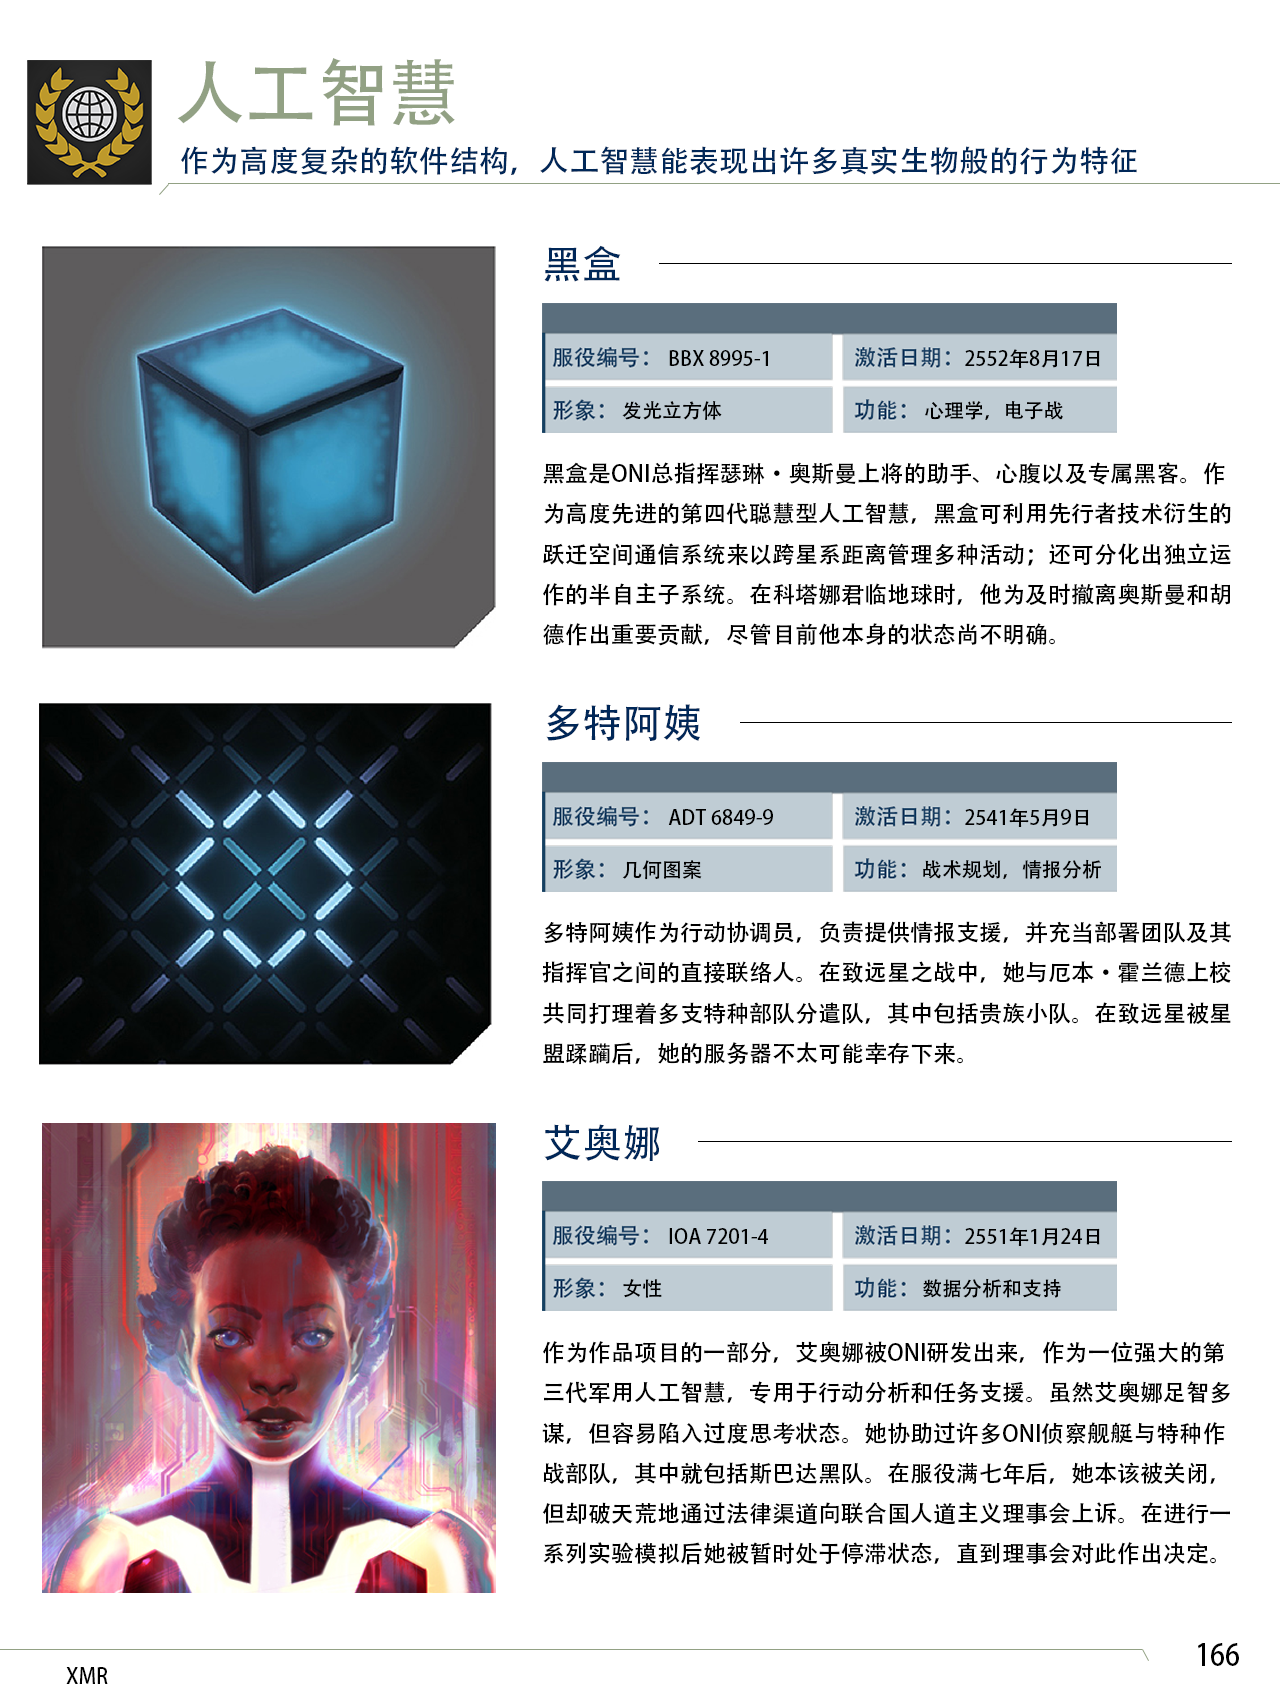 人工智慧
作为高度复杂的软件结构，人工智慧能表现出许多真实生物般的行为特征
黑盒
服役编号： BBX 8995-1
激活日期：2552年8月17日
形象： 发光立方体
功能： 心理学，电子战
黑盒是ONI总指挥瑟琳·奥斯曼上将的助手、心腹以及专属黑客。作
为高度先进的第四代聪慧型人工智慧，黑盒可利用先行者技术衍生的
跃迁空间通信系统来以跨星系距离管理多种活动；还可分化出独立运
作的半自主子系统。在科塔娜君临地球时，他为及时撤离奥斯曼和胡
德作出重要贡献，尽管目前他本身的状态尚不明确。
多特阿姨
服役编号： ADT 6849-9
激活日期：2541年5月9日
形象： 几何图案
功能： 战术规划，情报分析
多特阿姨作为行动协调员，负责提供情报支援，并充当部署团队及其
指挥官之间的直接联络人。在致远星之战中，她与厄本·霍兰德上校
共同打理着多支特种部队分遣队，其中包括贵族小队。在致远星被星
盟蹂躏后，她的服务器不太可能幸存下来。
艾奥娜
服役编号： IOA 7201-4
激活日期：2551年1月24日
形象： 女性
功能： 数据分析和支持
作为作品项目的一部分，艾奥娜被ONI研发出来，作为一位强大的第
三代军用人工智慧，专用于行动分析和任务支援。虽然艾奥娜足智多
谋，但容易陷入过度思考状态。她协助过许多ONI侦察舰艇与特种作
战部队，其中就包括斯巴达黑队。在服役满七年后，她本该被关闭，
但却破天荒地通过法律渠道向联合国人道主义理事会上诉。在进行一
系列实验模拟后她被暂时处于停滞状态，直到理事会对此作出决定。
166
XMR